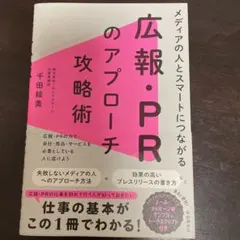 メディアの人とスマートにつながる
広報・PR
のアプローチ
攻略術
千田絵美
広報・PRの力で
会社・商品・サービスを
必要としている
人に届けよう
失敗しないメディアの人
へのアプローチ方法
効果の高い
プレスリリースの書き方
仕事の基本が
この1冊でわかる!